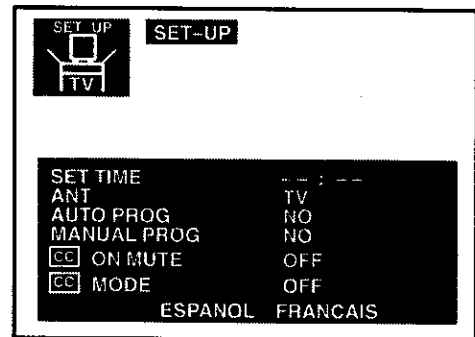 SET UP
TV
SET-UP
SET TIME -- : --
ANT TV
AUTO PROG NO
MANUAL PROG NO
CC ON MUTE OFF
CC MODE OFF
ESPANOL FRANCAIS